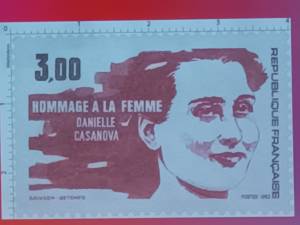 3,00
HOMMAGE A LA FEMME
DANIELLE
CASANOVA
REPUBLIQUE FRANÇAISE